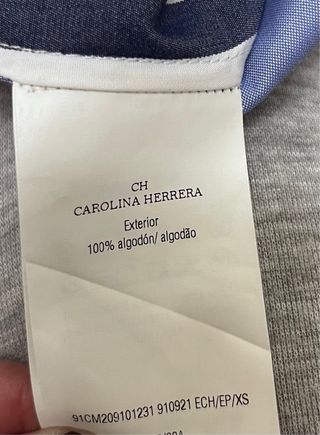 CH
CAROLINA HERRERA
Exterior
100% algodón/ algodão
91CM209101231 910921 ECH/EP/XS